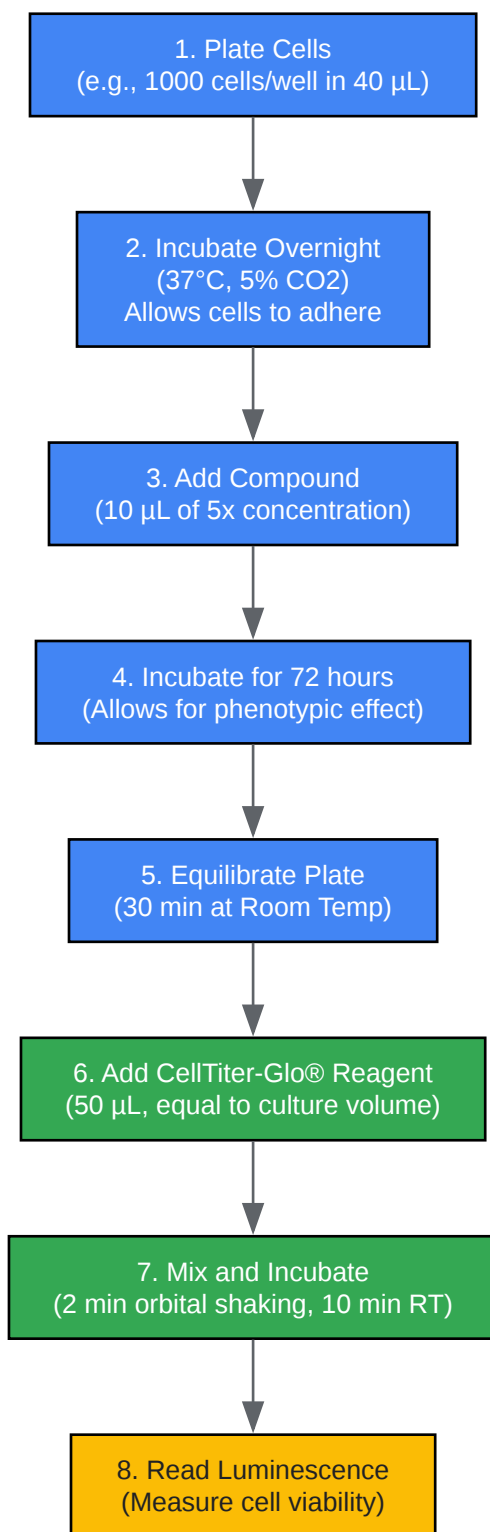 1. Plate Cells
(e.g., 1000 cells/well in 40 µL)
2. Incubate Overnight
(37°C, 5% CO2)
Allows cells to adhere
3. Add Compound
(10 µL of 5x concentration)
4. Incubate for 72 hours
(Allows for phenotypic effect)
5. Equilibrate Plate
(30 min at Room Temp)
6. Add CellTiter-Glo® Reagent
(50 µL, equal to culture volume)
7. Mix and Incubate
(2 min orbital shaking, 10 min RT)
8. Read Luminescence
(Measure cell viability)